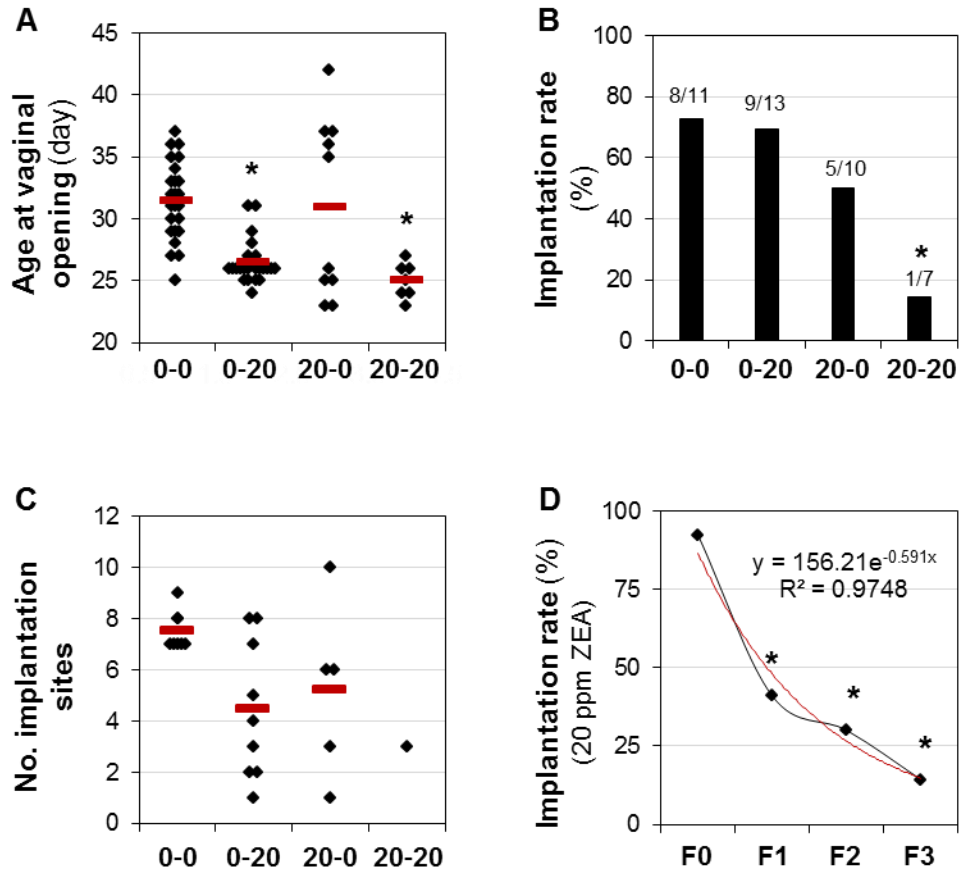 A
Age at vaginal
opening (day)
45
40
35
30
25
20
*
*
0-0 0-20 20-0 20-20
B
Implantation rate
(%)
100
80
60
40
20
0
8/11
9/13
5/10
*
1/7
0-0 0-20 20-0 20-20
C
No. implantation
sites
12
10
8
6
4
2
0
0-0 0-20 20-0 20-20
D
Implantation rate (%)
(20 ppm ZEA)
100
75
50
25
0
y = 156.21e^-0.591x
R² = 0.9748
*
*
*
F0 F1 F2 F3